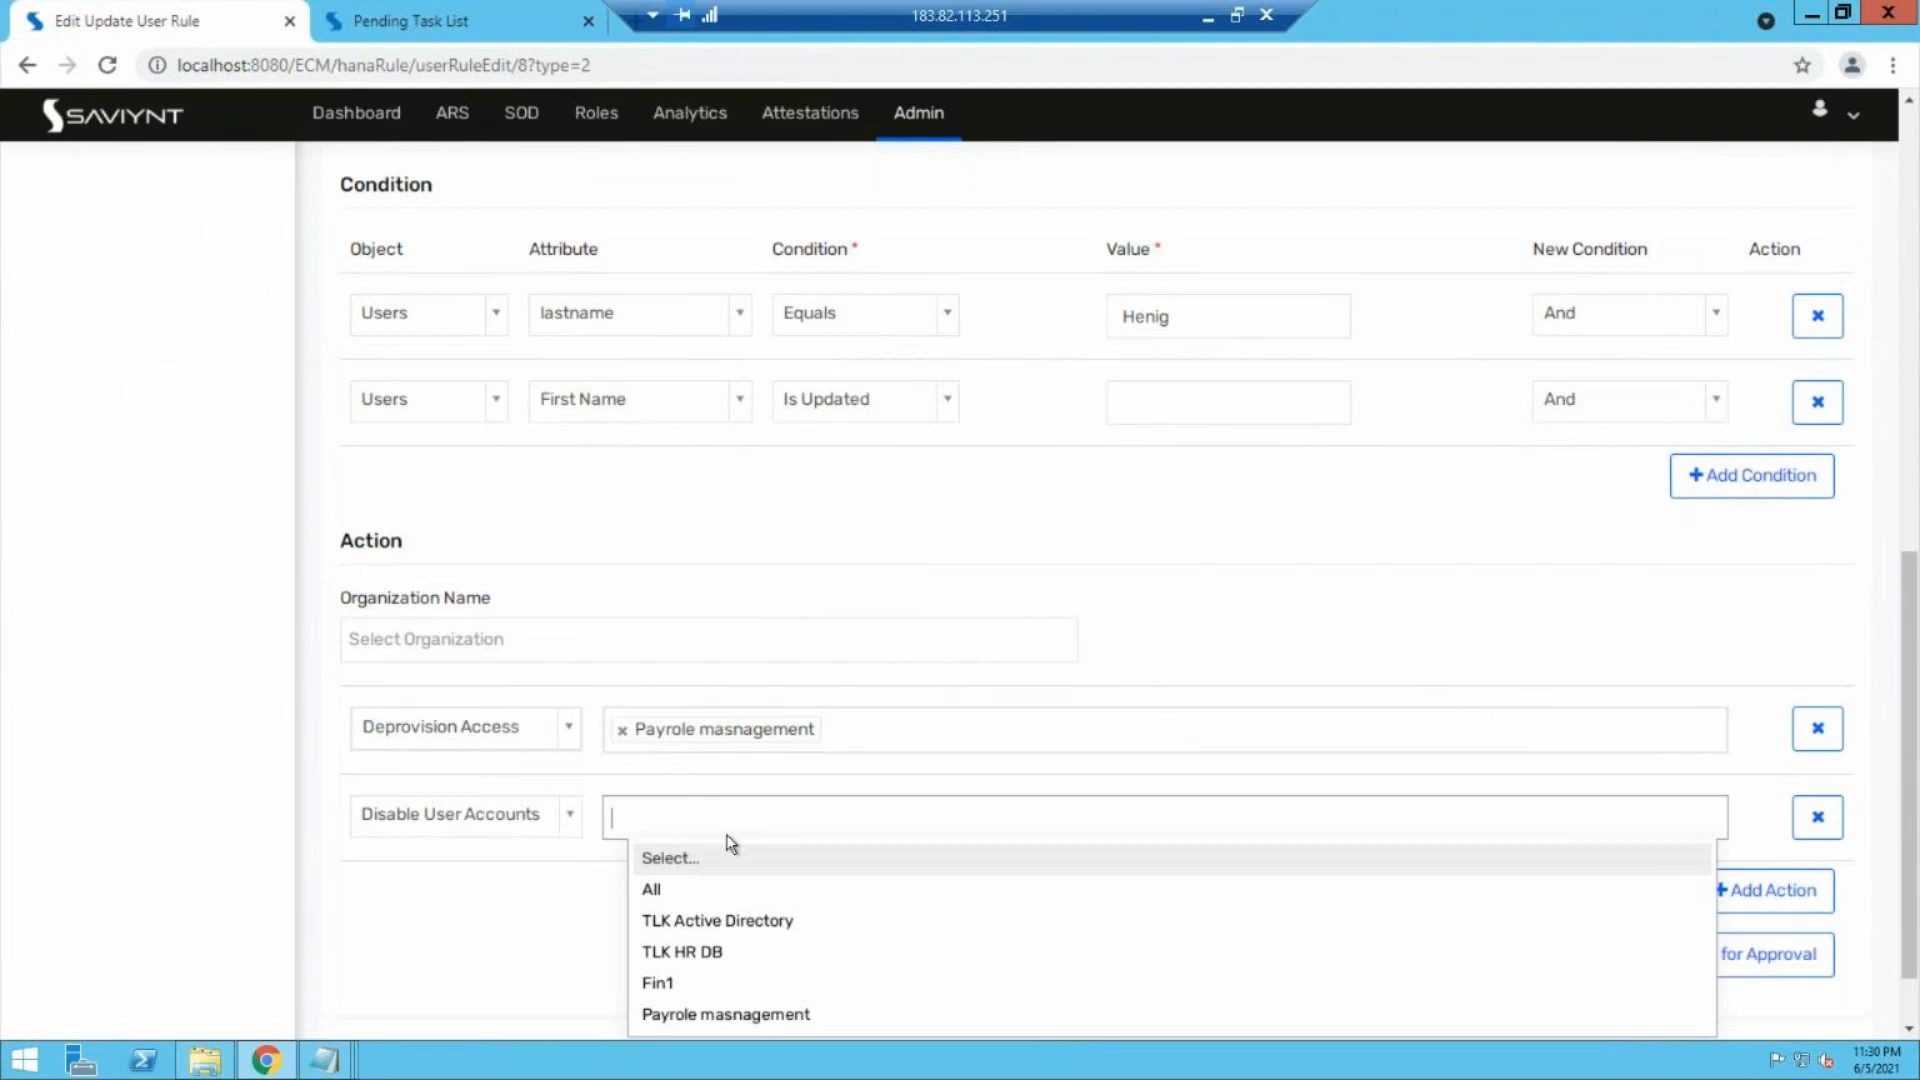 Edit Update User Rule
Pending Task List
183.82.113.251
localhost:8080/ECM/hanaRule/userRuleEdit/8?type=2
SAVIYNT
Dashboard ARS SOD Roles Analytics Attestations Admin
Condition
Object Attribute Condition * Value * New Condition Action
Users lastname Equals Henig And
Users First Name Is Updated And
+ Add Condition
Action
Organization Name
Select Organization
Deprovision Access × Payrole masnagement
Disable User Accounts
Select...
All
+ Add Action
TLK Active Directory
TLK HR DB
for Approval
Fin1
Payrole masnagement
11:30 PM
6/5/2021